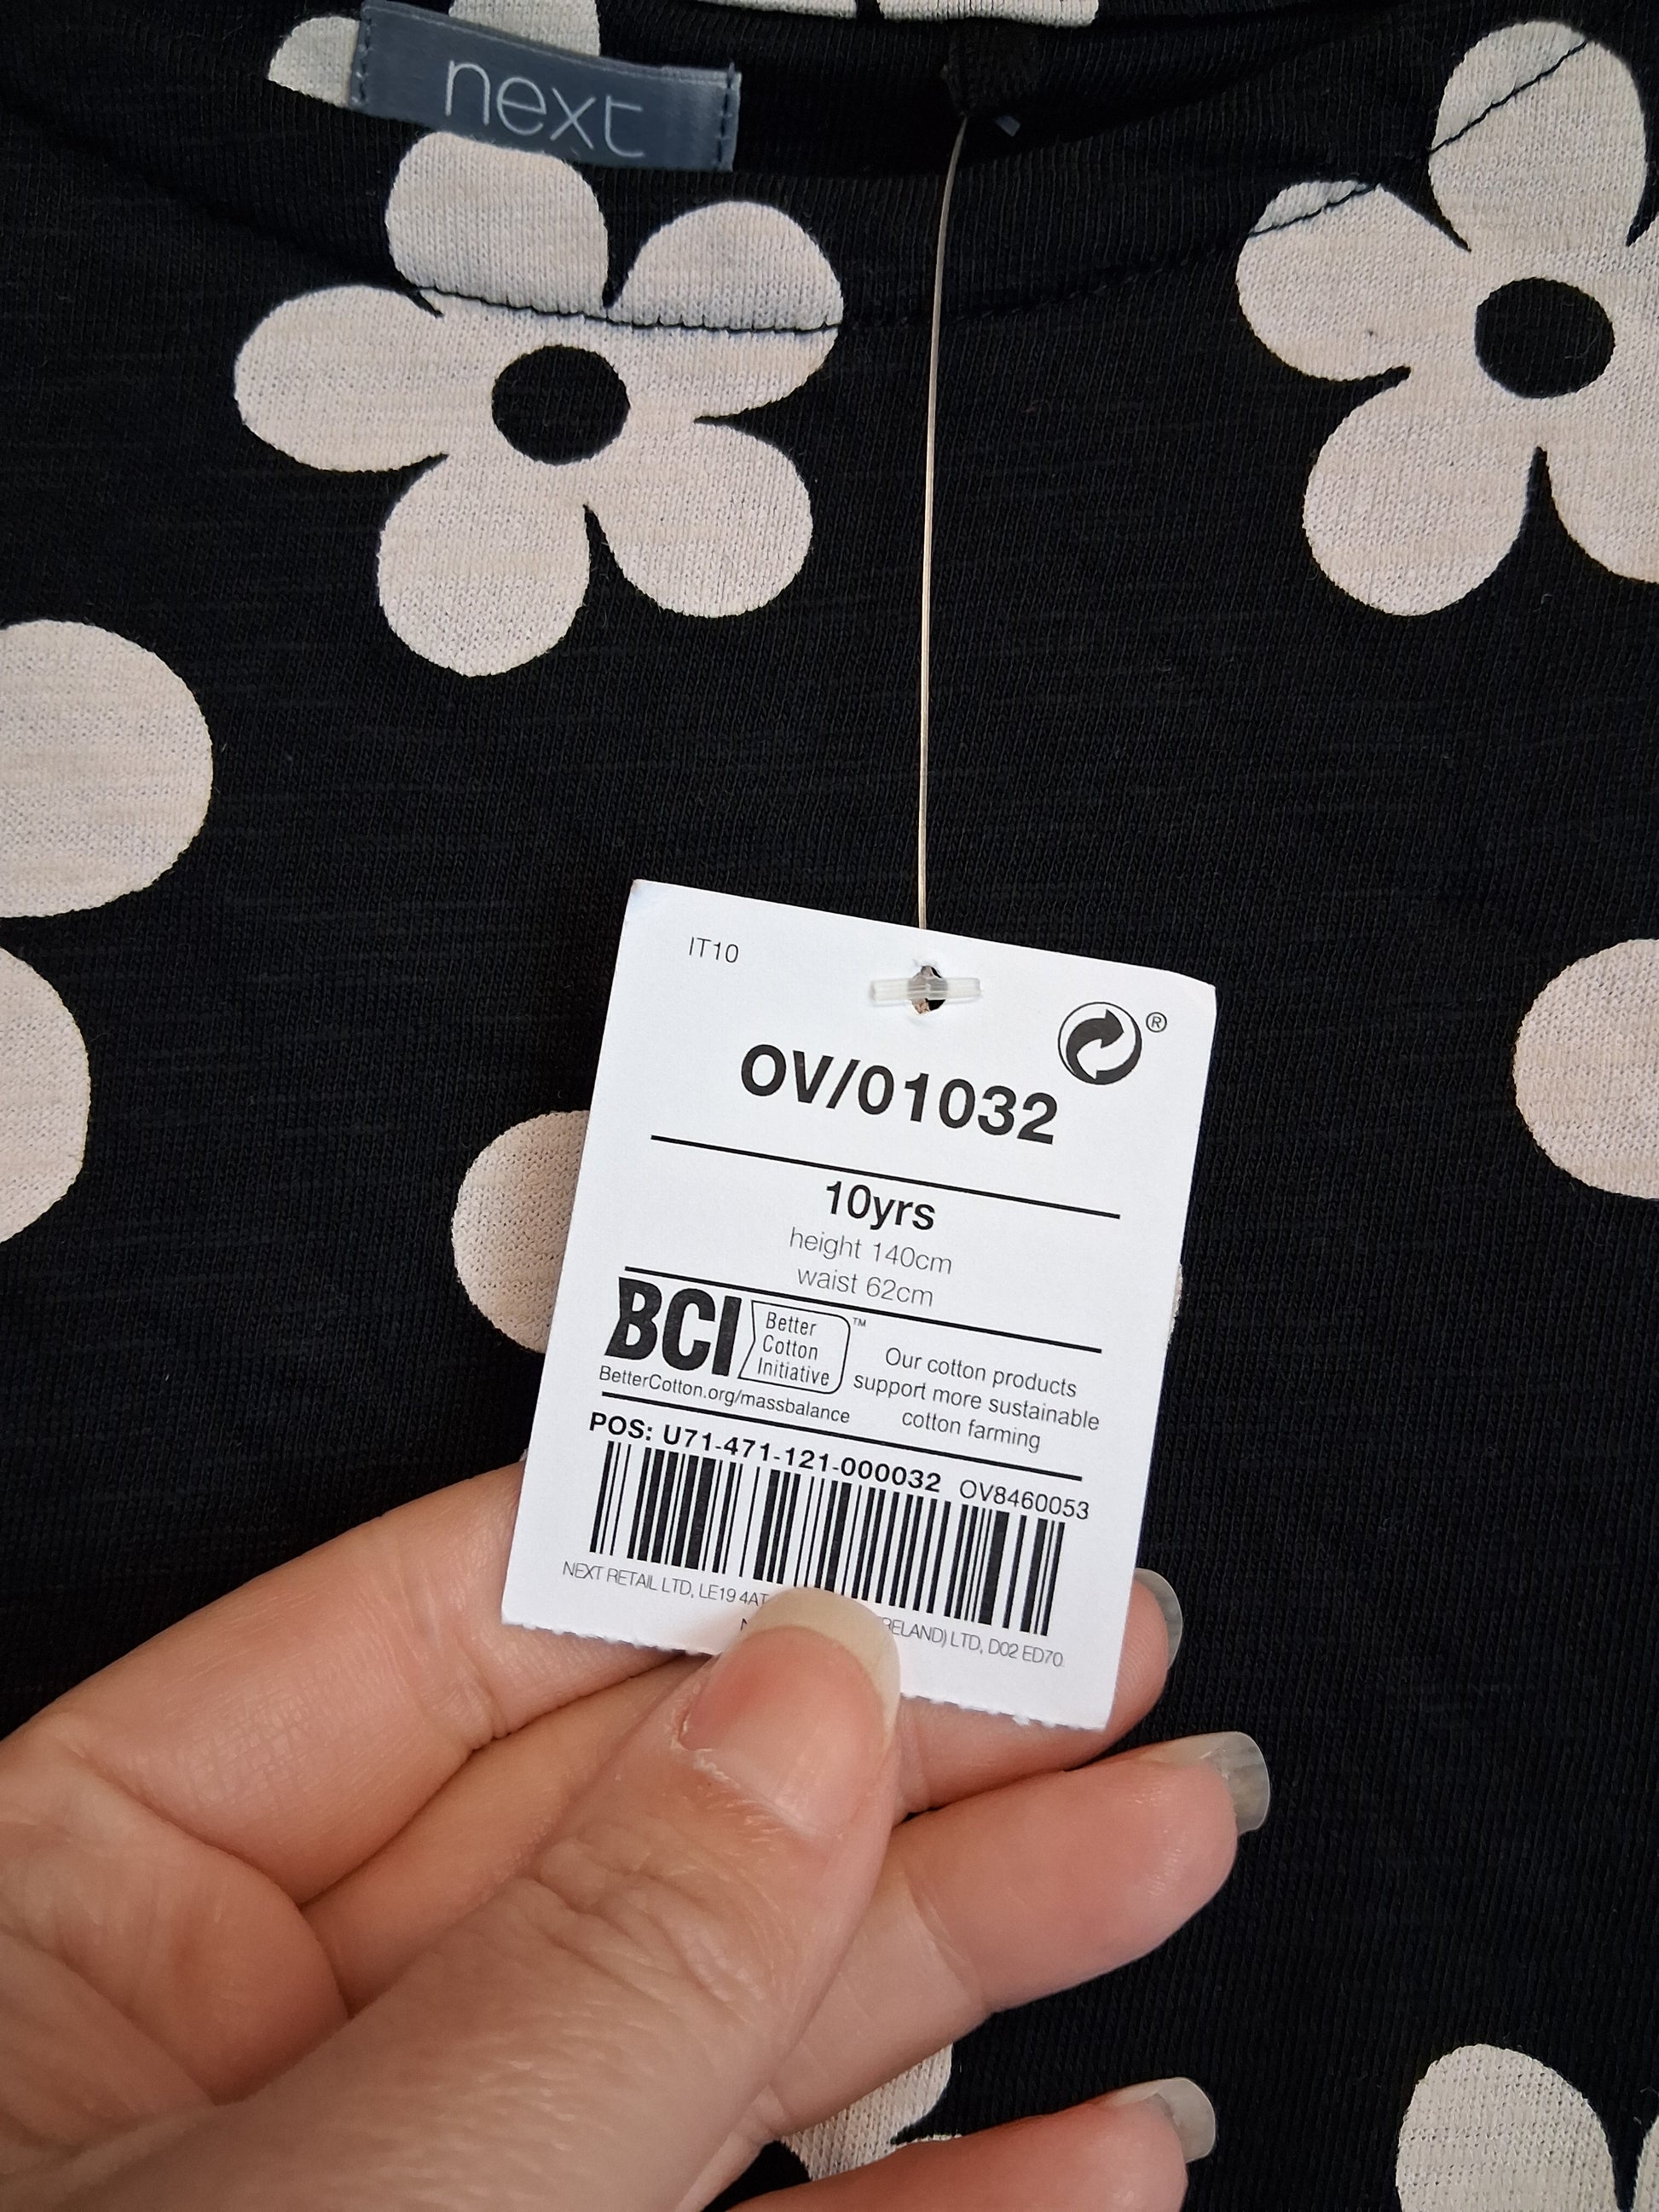 next
IT10
®
OV/01032
10yrs
height 140cm
waist 62cm
BCI
Better
Cotton
Initiative
™
BetterCotton.org/massbalance
Our cotton products
support more sustainable
cotton farming
POS: U71-471-121-000032 OV8460053
NEXT RETAIL LTD, LE19 4AT
LTD, D02 ED70